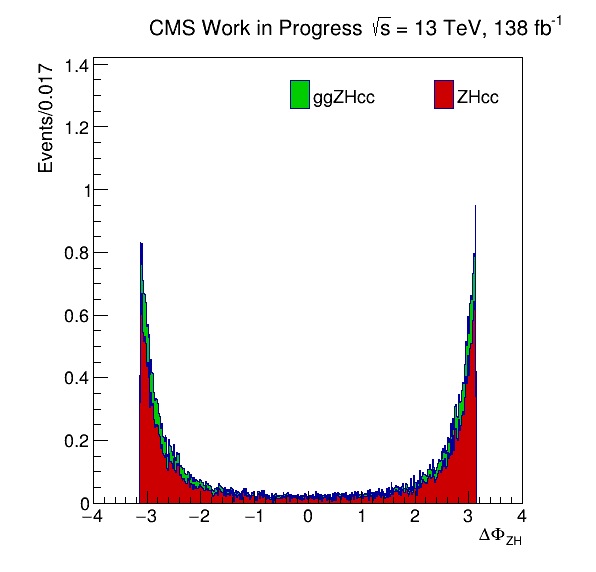 CMS Work in Progress √s = 13 TeV, 138 fb⁻¹
Events/0.017
1.4
1.2
1
0.8
0.6
0.4
0.2
0
ggZHcc
ZHcc
−4 −3 −2 −1 0 1 2 3 4
ΔΦ_ZH